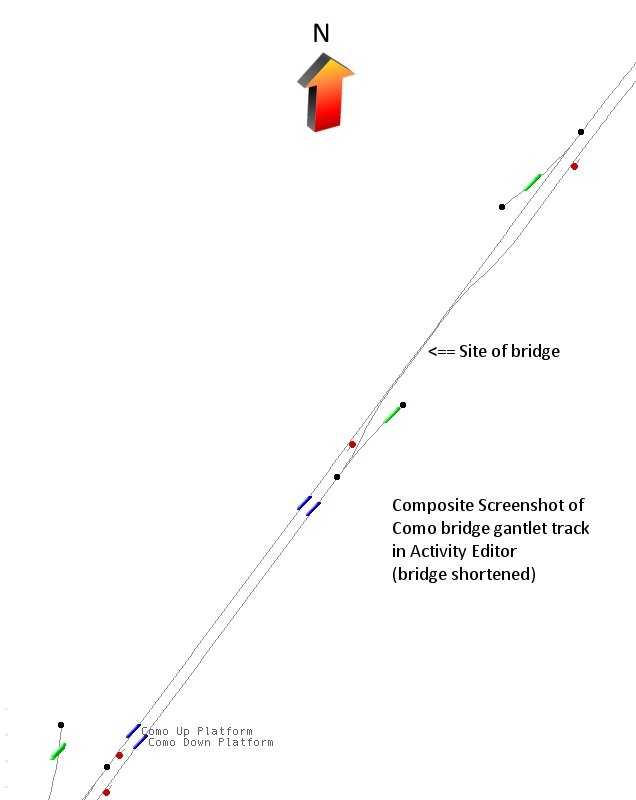 N
<== Site of bridge
Composite Screenshot of
Como bridge gantlet track
in Activity Editor
(bridge shortened)
Como Up Platform
Como Down Platform